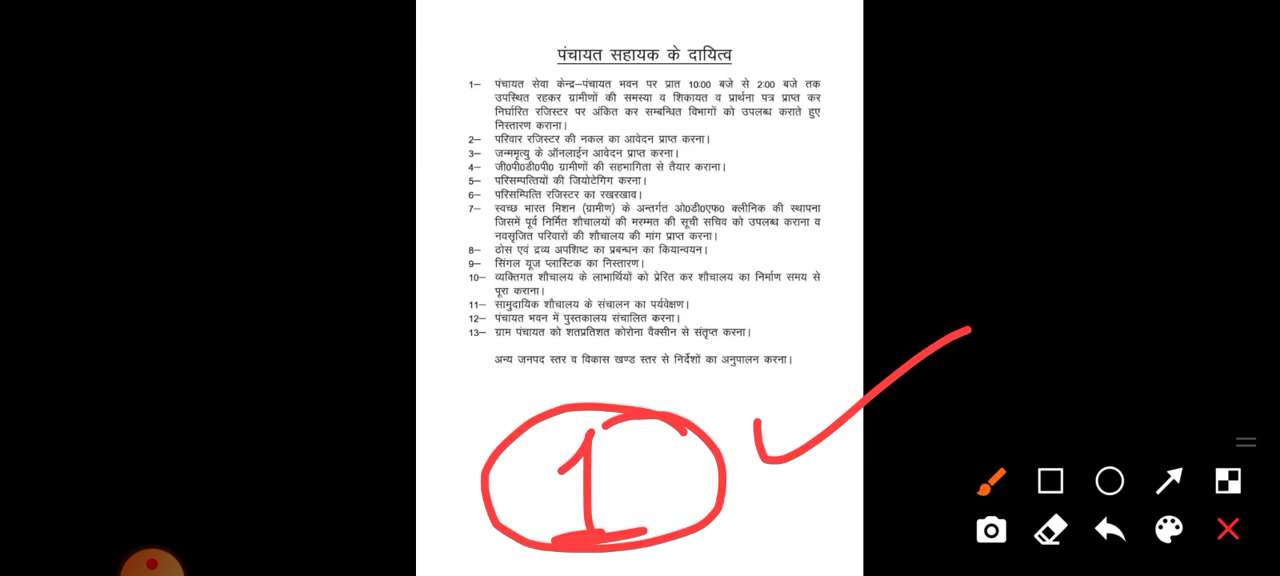 पंचायत सहायक के दायित्व
1— पंचायत सेवा केन्द्र–पंचायत भवन पर प्रात 10:00 बजे से 2:00 बजे तक
उपस्थित रहकर ग्रामीणों की समस्या व शिकायत व प्रार्थना पत्र प्राप्त कर
निर्घारित रजिस्टर पर अंकित कर सम्बन्धित विभागों को उपलब्ध कराते हुए
निस्तारण कराना।
2— परिवार रजिस्टर की नकल का आवेदन प्राप्त करना।
3— जन्ममृत्यु के ऑनलाईन आवेदन प्राप्त करना।
4— जी0पी0डी0पी0 ग्रामीणों की सहभागिता से तैयार कराना।
5— परिसम्पत्तियों की जियोटेगिग करना।
6— परिसम्पित्ति रजिस्टर का रखरखाव।
7— स्वच्छ भारत मिशन (ग्रामीण) के अन्तर्गत ओ0डी0एफ0 क्लीनिक की स्थापना
जिसमें पूर्व निर्मित शौचालयों की मरम्मत की सूची सचिव को उपलब्ध कराना व
नवसृजित परिवारों की शौचालय की मांग प्राप्त करना।
8— ठोस एवं द्रव्य अपशिष्ट का प्रबन्धन का कियान्वयन।
9— सिंगल यूज प्लास्टिक का निस्तारण।
10— व्यक्तिगत शौचालय के लाभार्थियों को प्रेरित कर शौचालय का निर्माण समय से
पूरा कराना।
11— सामुदायिक शौचालय के संचालन का पर्यवेक्षण।
12— पंचायत भवन में पुस्तकालय संचालित करना।
13— ग्राम पंचायत को शतप्रतिशत कोरोना वैक्सीन से संतृप्त करना।
अन्य जनपद स्तर व विकास खण्ड स्तर से निर्देशों का अनुपालन करना।
1